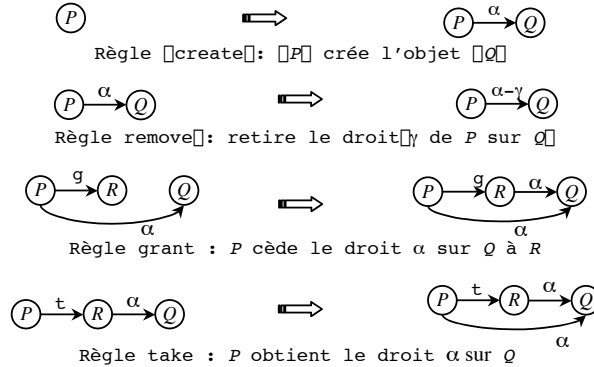 P P α Q
Règle create : P crée l'objet Q
P α Q P α-γ Q
Règle remove : retire le droit γ de P sur Q
P g R Q α P g R α Q α
Règle grant : P cède le droit α sur Q à R
P t R α Q P t R α Q α
Règle take : P obtient le droit α sur Q